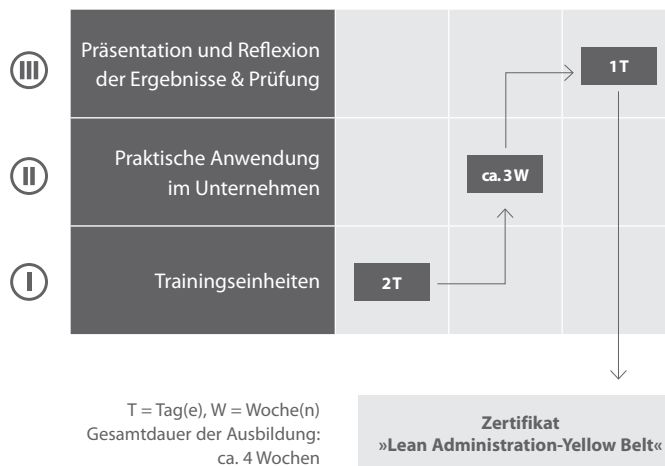 III
Präsentation und Reflexion
der Ergebnisse & Prüfung
1 T
II
Praktische Anwendung
im Unternehmen
ca. 3 W
I
Trainingseinheiten
2 T
T = Tag(e), W = Woche(n)
Gesamtdauer der Ausbildung:
ca. 4 Wochen
Zertifikat
»Lean Administration-Yellow Belt«